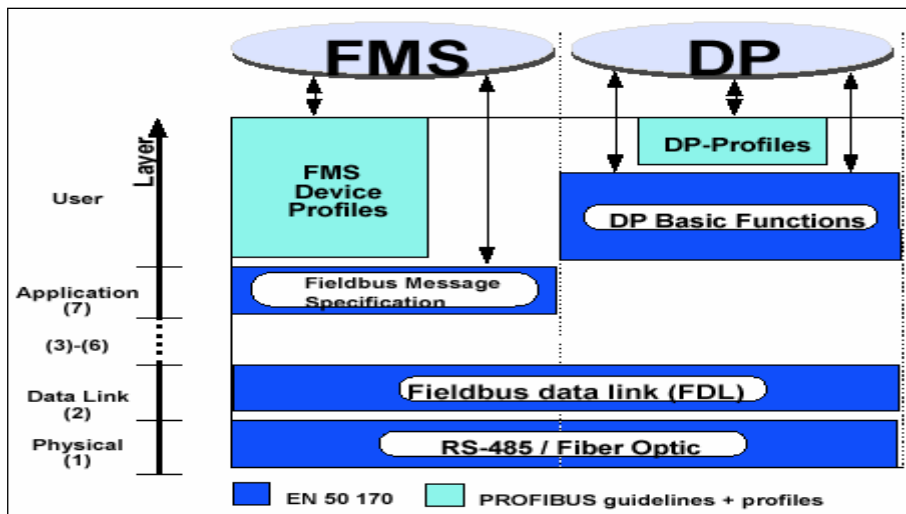 FMS
DP
Layer
User
FMS
Device
Profiles
DP-Profiles
DP Basic Functions
Application
(7)
Fieldbus Message
Specification
(3)-(6)
Data Link
(2)
Fieldbus data link (FDL)
Physical
(1)
RS-485 / Fiber Optic
EN 50 170
PROFIBUS guidelines + profiles